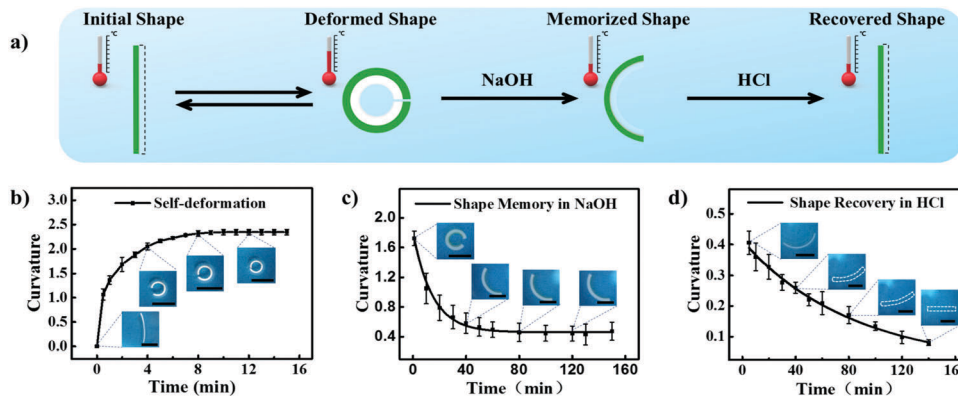 a)
Initial Shape
Deformed Shape
Memorized Shape
Recovered Shape
℃
℃
℃
℃
NaOH
HCl
b)
Self-deformation
Curvature
3.0
2.5
2.0
1.5
1.0
0.5
0.0
0
4
8
12
16
Time (min)
c)
Shape Memory in NaOH
Curvature
2.0
1.6
1.2
0.8
0.4
0
40
80
120
160
Time（min）
d)
Shape Recovery in HCl
Curvature
0.5
0.4
0.3
0.2
0.1
0
40
80
120
16
Time（min）